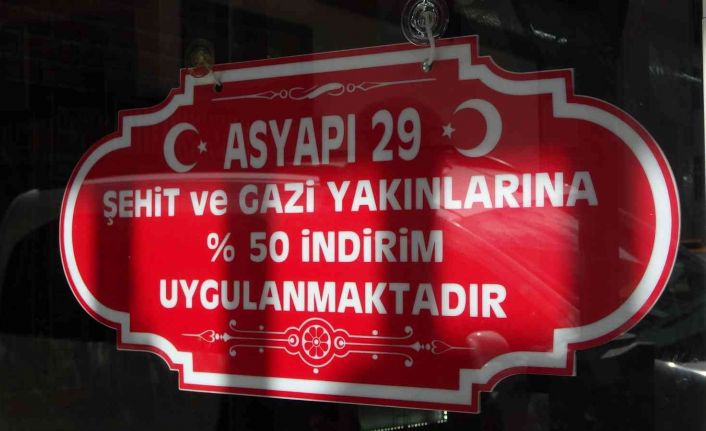 ASYAPI 29
ŞEHİT ve GAZİ YAKINLARINA
% 50 İNDİRİM
UYGULANMAKTADIR